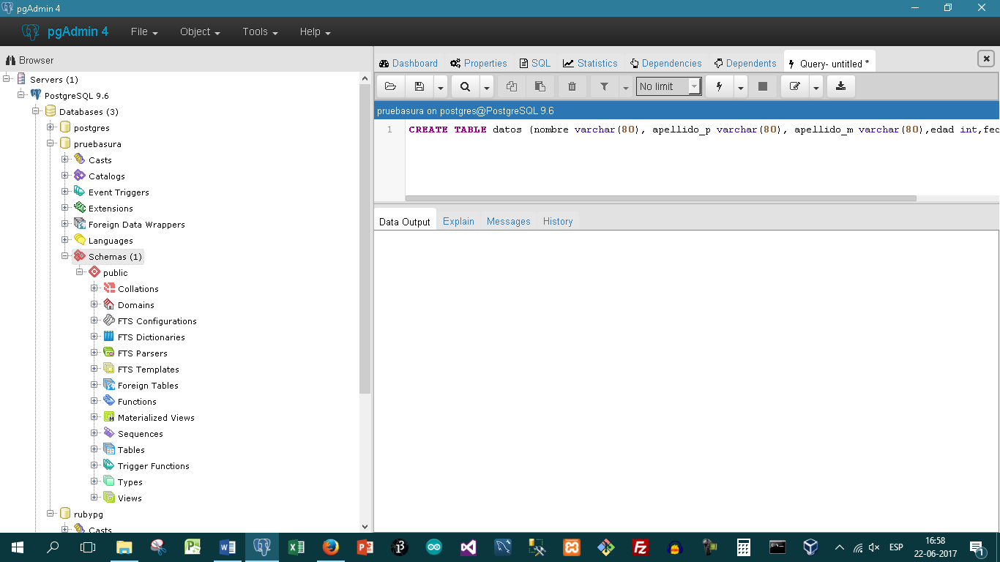 pgAdmin 4
pgAdmin 4 File Object Tools Help
Browser
Servers (1)
PostgreSQL 9.6
Databases (3)
postgres
pruebasura
Casts
Catalogs
Event Triggers
Extensions
Foreign Data Wrappers
Languages
Schemas (1)
public
Collations
Domains
FTS Configurations
FTS Dictionaries
FTS Parsers
FTS Templates
Foreign Tables
Functions
Materialized Views
Sequences
Tables
Trigger Functions
Types
Views
rubypg
Casts
Dashboard Properties SQL Statistics Dependencies Dependents Query- untitled *
No limit
pruebasura on postgres@PostgreSQL 9.6
1 CREATE TABLE datos (nombre varchar(80), apellido_p varchar(80), apellido_m varchar(80),edad int,fec
Data Output Explain Messages History
ESP
16:58
22-06-2017
1